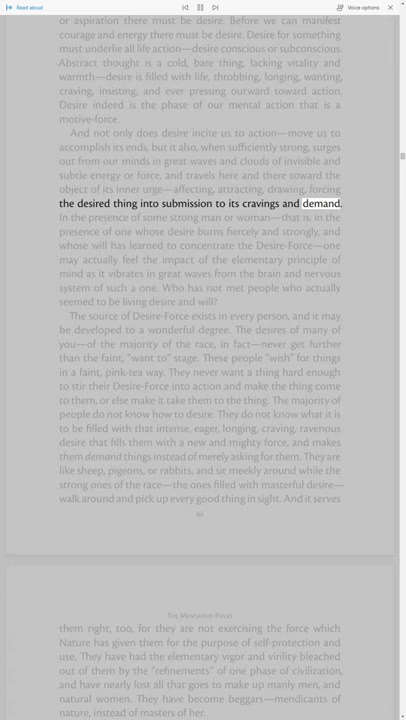 Read aloud
Voice options
or aspiration there must be desire. Before we can manifest
courage and energy there must be desire. Desire for something
must underlie all life action—desire conscious or subconscious.
Abstract thought is a cold, bare thing, lacking vitality and
warmth—desire is filled with life, throbbing, longing, wanting,
craving, insisting, and ever pressing outward toward action.
Desire indeed is the phase of our mental action that is a
motive-force.
And not only does desire incite us to action—move us to
accomplish its ends, but it also, when sufficiently strong, surges
out from our minds in great waves and clouds of invisible and
subtle energy or force, and travels here and there toward the
object of its inner urge—affecting, attracting, drawing, forcing
the desired thing into submission to its cravings and demand.
In the presence of some strong man or woman—that is, in the
presence of one whose desire burns fiercely and strongly, and
whose will has learned to concentrate the Desire-Force—one
may actually feel the impact of the elementary principle of
mind as it vibrates in great waves from the brain and nervous
system of such a one. Who has not met people who actually
seemed to be living desire and will?
The source of Desire-Force exists in every person, and it may
be developed to a wonderful degree. The desires of many of
you—of the majority of the race, in fact—never get further
than the faint, "want to" stage. These people "wish" for things
in a faint, pink-tea way. They never want a thing hard enough
to stir their Desire-Force into action and make the thing come
to them, or else make it take them to the thing. The majority of
people do not know how to desire. They do not know what it is
to be filled with that intense, eager, longing, craving, ravenous
desire that fills them with a new and mighty force, and makes
them demand things instead of merely asking for them. They are
like sheep, pigeons, or rabbits, and sit meekly around while the
strong ones of the race—the ones filled with masterful desire—
walk around and pick up every good thing in sight. And it serves
The Mentative Poles
them right, too, for they are not exercising the force which
Nature has given them for the purpose of self-protection and
use. They have had the elementary vigor and virility bleached
out of them by the "refinements" of one phase of civilization,
and have nearly lost all that goes to make up manly men, and
natural women. They have become beggars—mendicants of
nature, instead of masters of her.